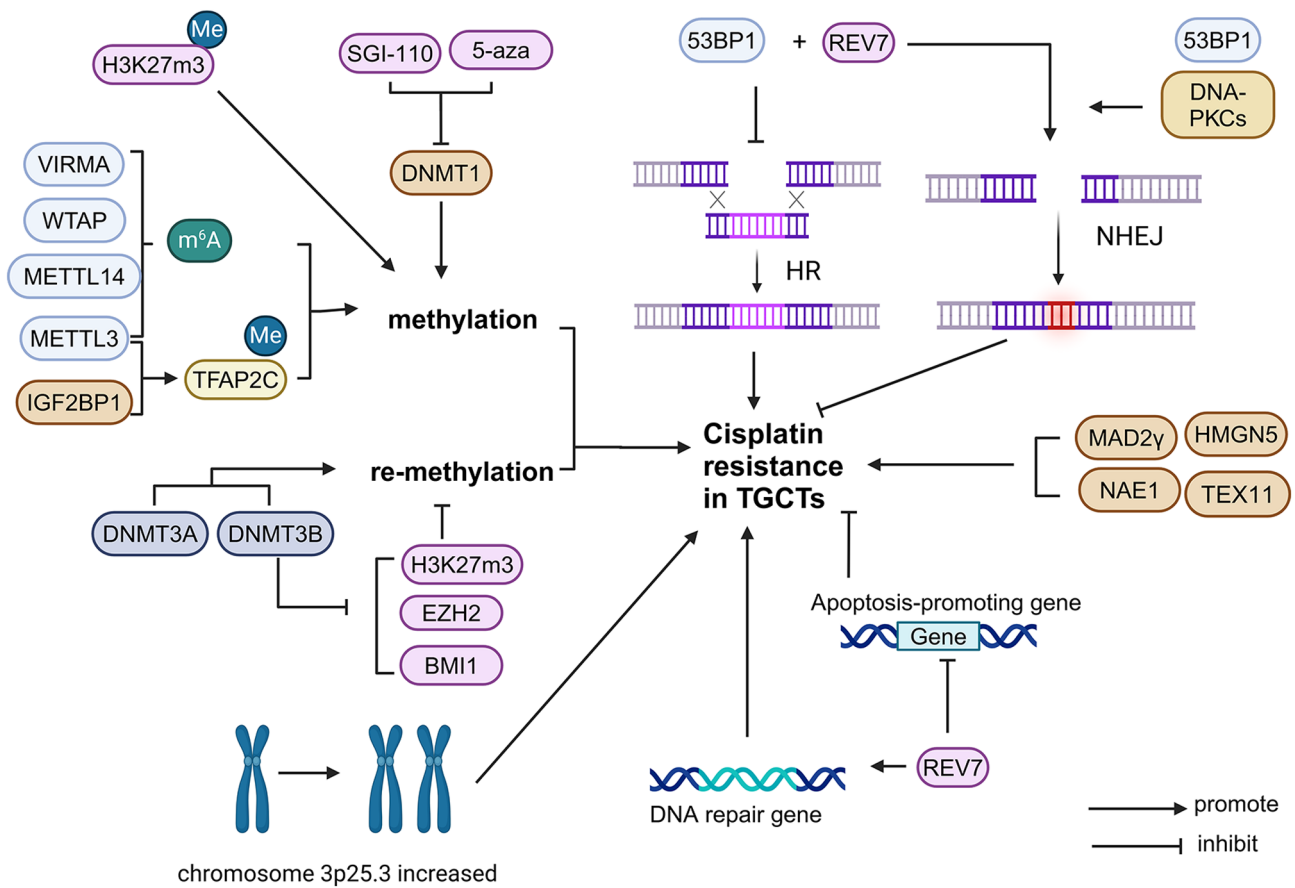 Me
H3K27m3
SGI-110
5-aza
53BP1
+
REV7
53BP1
DNA-
PKCs
DNMT1
VIRMA
WTAP
m⁶A
METTL14
METTL3
Me
TFAP2C
IGF2BP1
methylation
HR
NHEJ
re-methylation
Cisplatin
resistance
in TGCTs
MAD2γ
HMGN5
NAE1
TEX11
DNMT3A
DNMT3B
H3K27m3
EZH2
BMI1
Apoptosis-promoting gene
Gene
REV7
DNA repair gene
chromosome 3p25.3 increased
promote
inhibit